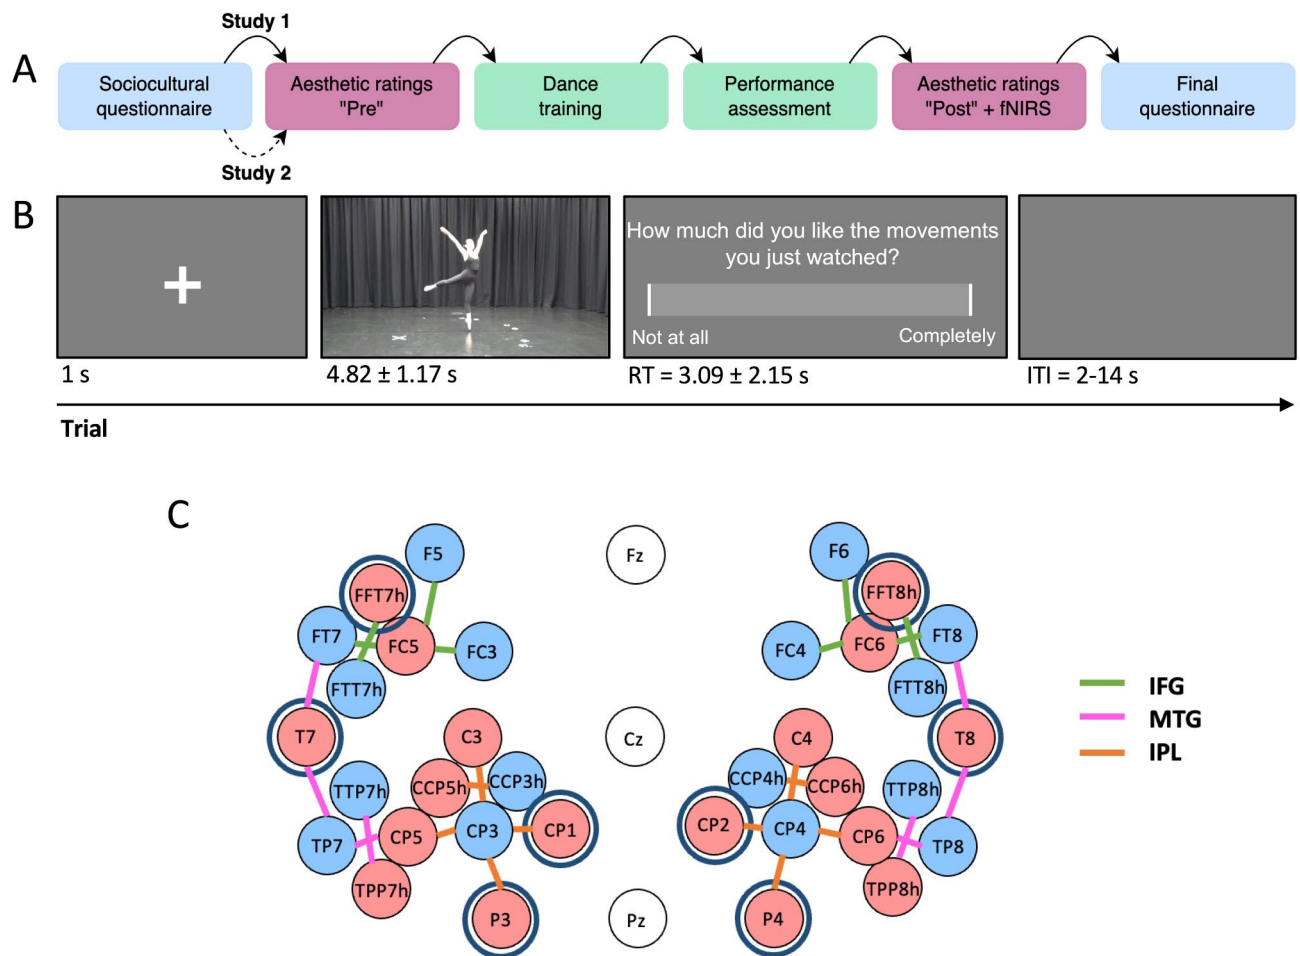 Study 1
A
Sociocultural
questionnaire
Aesthetic ratings
"Pre"
Dance
training
Performance
assessment
Aesthetic ratings
"Post" + fNIRS
Final
questionnaire
Study 2
B
How much did you like the movements
you just watched?
Not at all
Completely
1 s
4.82 ± 1.17 s
RT = 3.09 ± 2.15 s
ITI = 2-14 s
Trial
C
F5
Fz
F6
FFT7h
FFT8h
FT7
FC5
FC3
FC4
FC6
FT8
FTT7h
FTT8h
T7
C3
Cz
C4
T8
TTP7h
CCP5h
CCP3h
CCP4h
CCP6h
TTP8h
TP7
CP5
CP3
CP1
CP2
CP4
CP6
TP8
TPP7h
TPP8h
P3
Pz
P4
IFG
MTG
IPL